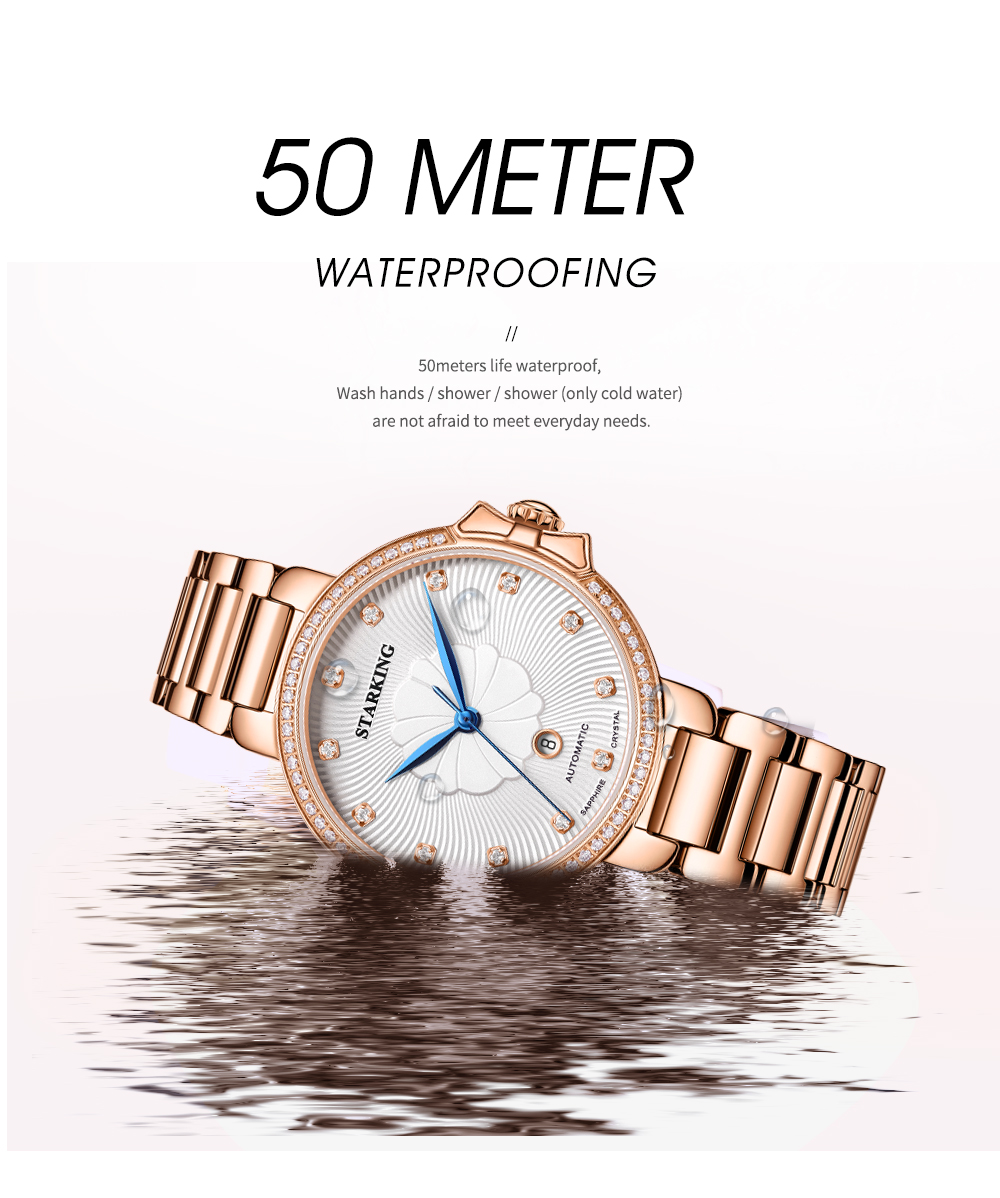 50 METER
WATERPROOFING
//
50meters life waterproof,
Wash hands / shower / shower (only cold water)
are not afraid to meet everyday needs.
STARKING
8
AUTOMATIC
SAPPHIRE CRYSTAL